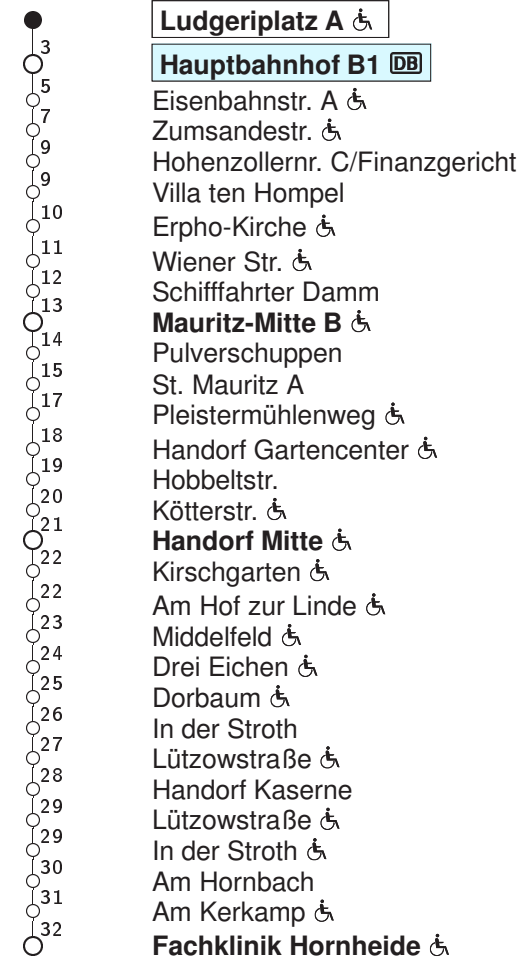 Ludgeriplatz A
3 Hauptbahnhof B1 DB
5 Eisenbahnstr. A
7 Zumsandestr.
9 Hohenzollernr. C/Finanzgericht
9 Villa ten Hompel
10 Erpho-Kirche
11 Wiener Str.
12 Schifffahrter Damm
13 Mauritz-Mitte B
14 Pulverschuppen
15 St. Mauritz A
17 Pleistermühlenweg
18 Handorf Gartencenter
19 Hobbeltstr.
20 Kötterstr.
21 Handorf Mitte
22 Kirschgarten
22 Am Hof zur Linde
23 Middelfeld
24 Drei Eichen
25 Dorbaum
26 In der Stroth
27 Lützowstraße
28 Handorf Kaserne
29 Lützowstraße
29 In der Stroth
30 Am Hornbach
31 Am Kerkamp
32 Fachklinik Hornheide